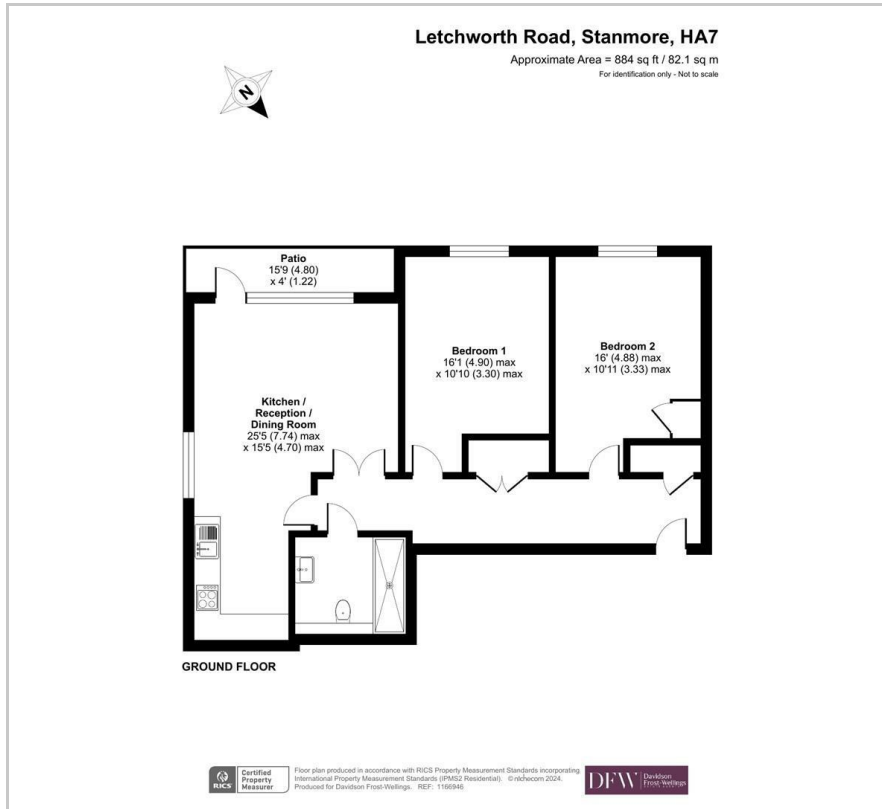 Letchworth Road, Stanmore, HA7
Approximate Area = 884 sq ft / 82.1 sq m
For identification only - Not to scale
N
Patio
15'9 (4.80)
x 4' (1.22)
Bedroom 1
16'1 (4.90) max
x 10'10 (3.30) max
Bedroom 2
16' (4.88) max
x 10'11 (3.33) max
Kitchen /
Reception /
Dining Room
25'5 (7.74) max
x 15'5 (4.70) max
GROUND FLOOR
RICS
Certified
Property
Measurer
Floor plan produced in accordance with RICS Property Measurement Standards incorporating
International Property Measurement Standards (IPMS2 Residential). © nichecom 2024.
Produced for Davidson Frost-Wellings. REF: 1166946
DFW
Davidson
Frost-Wellings